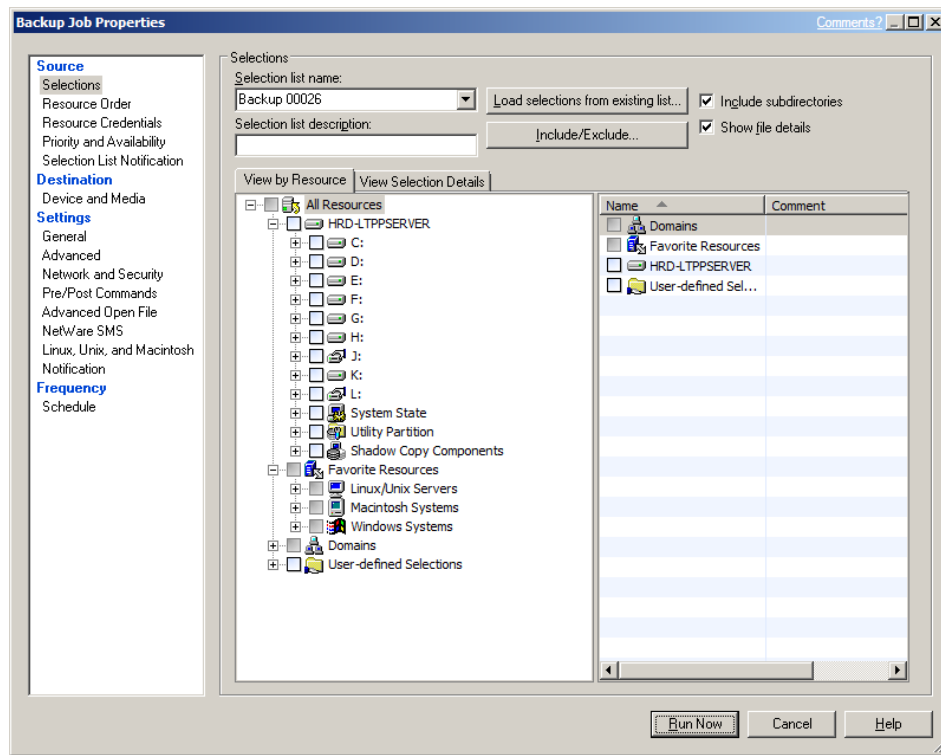 Backup Job Properties
Comments?
Source
Selections
Resource Order
Resource Credentials
Priority and Availability
Selection List Notification
Destination
Device and Media
Settings
General
Advanced
Network and Security
Pre/Post Commands
Advanced Open File
NetWare SMS
Linux, Unix, and Macintosh
Notification
Frequency
Schedule
Selections
Selection list name:
Backup 00026
Load selections from existing list...
Include subdirectories
Selection list description:
Include/Exclude...
Show file details
View by Resource
View Selection Details
All Resources
HRD-LTPPSERVER
C:
D:
E:
F:
G:
H:
J:
K:
L:
System State
Utility Partition
Shadow Copy Components
Favorite Resources
Linux/Unix Servers
Macintosh Systems
Windows Systems
Domains
User-defined Selections
Name
Comment
Domains
Favorite Resources
HRD-LTPPSERVER
User-defined Sel...
Run Now
Cancel
Help